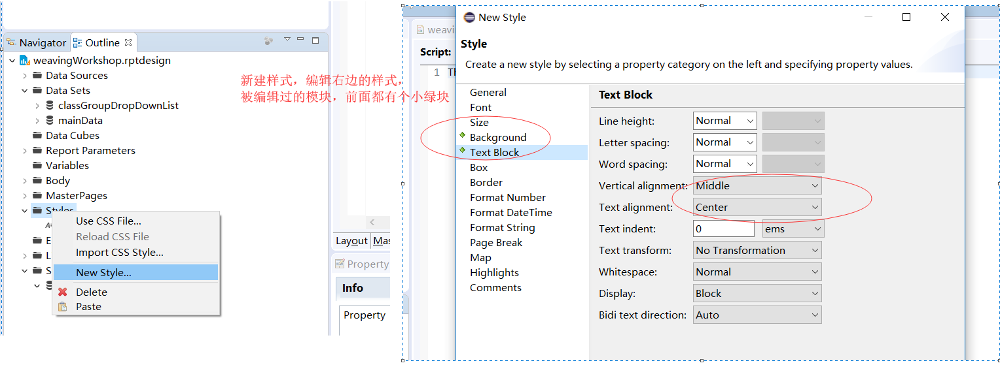 Navigator
Outline
weavingWorkshop.rptdesign
Data Sources
Data Sets
classGroupDropDownList
mainData
Data Cubes
Report Parameters
Variables
Body
MasterPages
Styles
Use CSS File...
Reload CSS File
Import CSS Style...
New Style...
Delete
Paste
E
L
S
新建样式，编辑右边的样式，
被编辑过的模块，前面都有个小绿块
Layout
Mas
Property
Info
Property
weavi
Script:
1
New Style
Style
Create a new style by selecting a property category on the left and specifying property values.
General
Font
Size
Background
Text Block
Box
Border
Format Number
Format DateTime
Format String
Page Break
Map
Highlights
Comments
Text Block
Line height: Normal
Letter spacing: Normal
Word spacing: Normal
Vertical alignment: Middle
Text alignment: Center
Text indent: 0 ems
Text transform: No Transformation
Whitespace: Normal
Display: Block
Bidi text direction: Auto